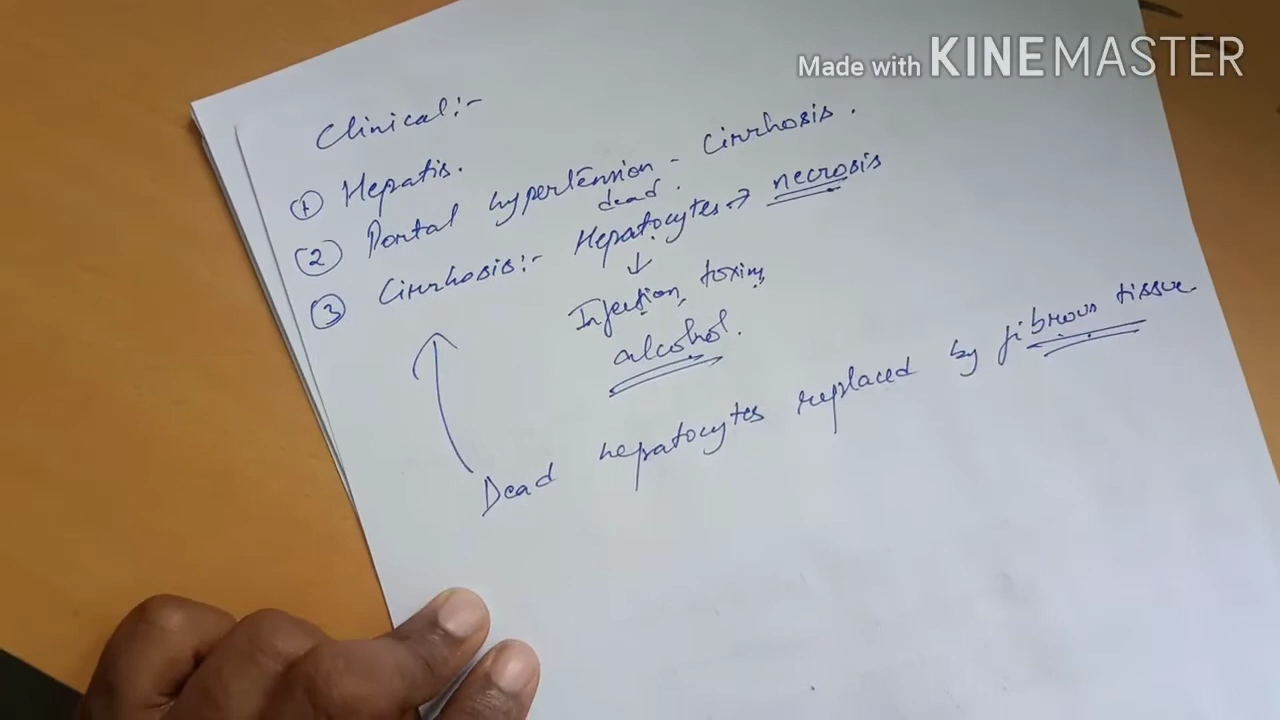 Made with KINEMASTER
Clinical:-
① Hepatis.
② Portal hypertension - Cirrhosis.
dead.
③ Cirrhosis:- Hepatocytes → necrosis
↓
Infection, toxins,
alcohol.
Dead hepatocytes replaced by fibrous tissue.